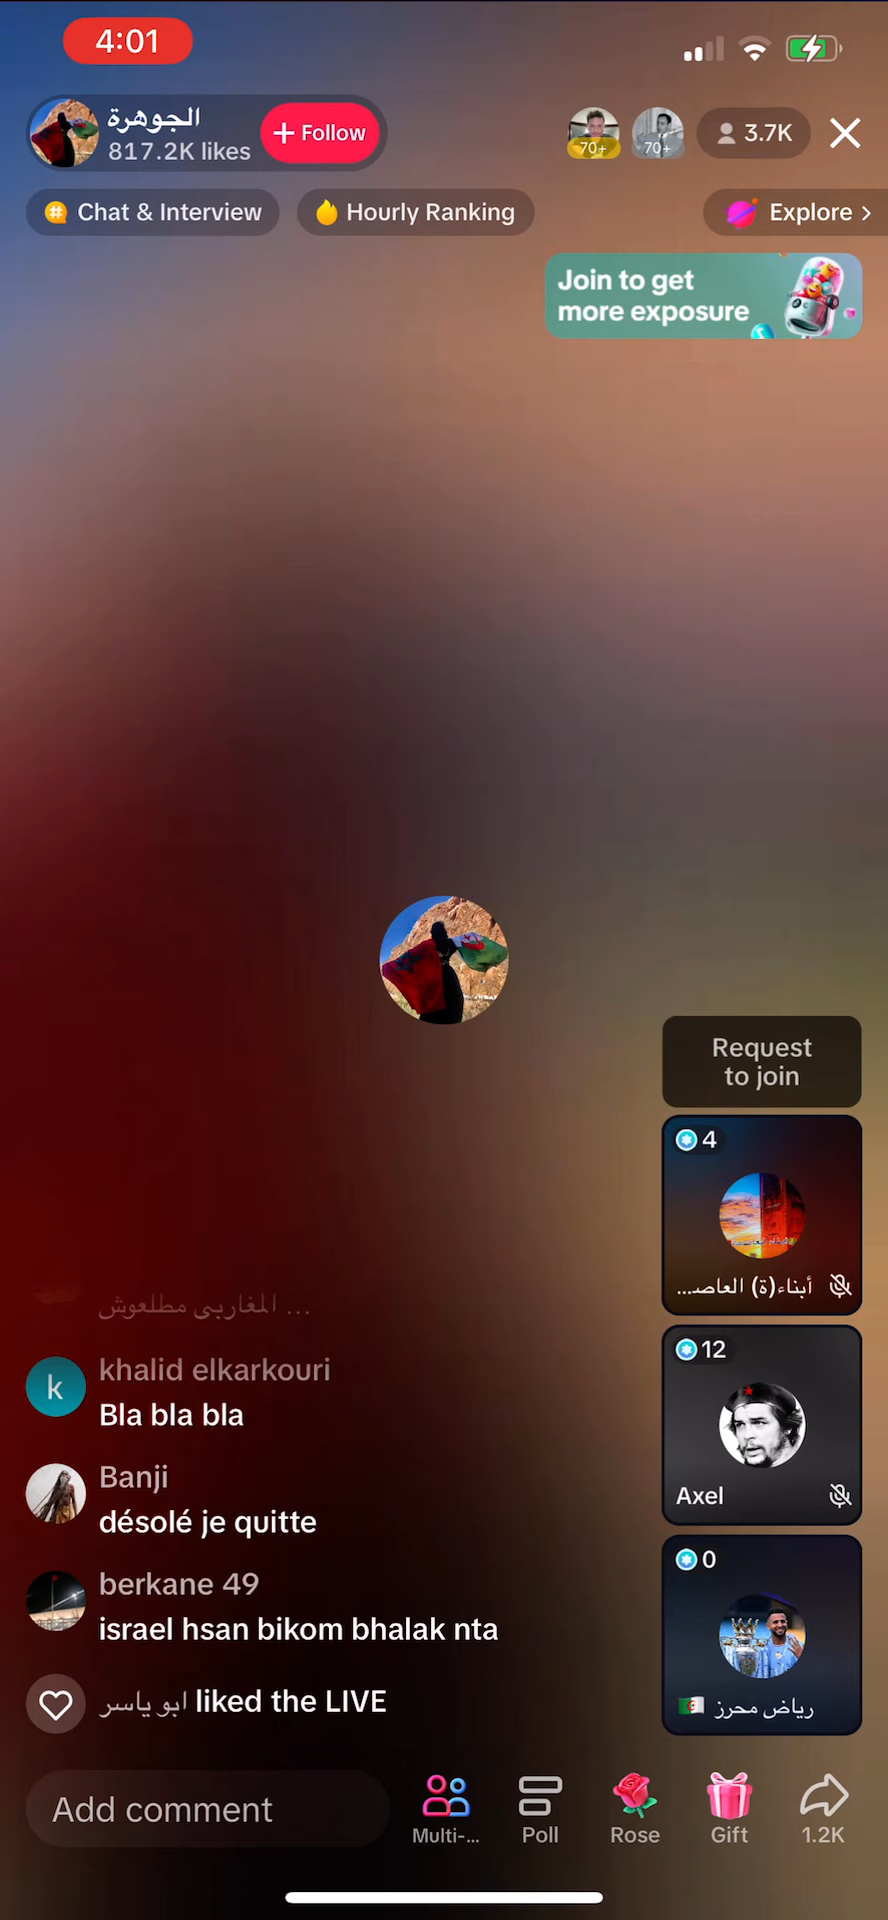 4:01
الجوهرة
817.2K likes
+ Follow
70+
70+
3.7K
Chat & Interview
Hourly Ranking
Explore >
Join to get
more exposure
Request
to join
4
أبناء(ة) العاصـ...
12
Axel
0
رياض محرز 🇩🇿
المغاربي مطلعوش ...
khalid elkarkouri
k
Bla bla bla
Banji
désolé je quitte
berkane 49
israel hsan bikom bhalak nta
ابو ياسر liked the LIVE
Add comment
Multi-...
Poll
Rose
Gift
1.2K